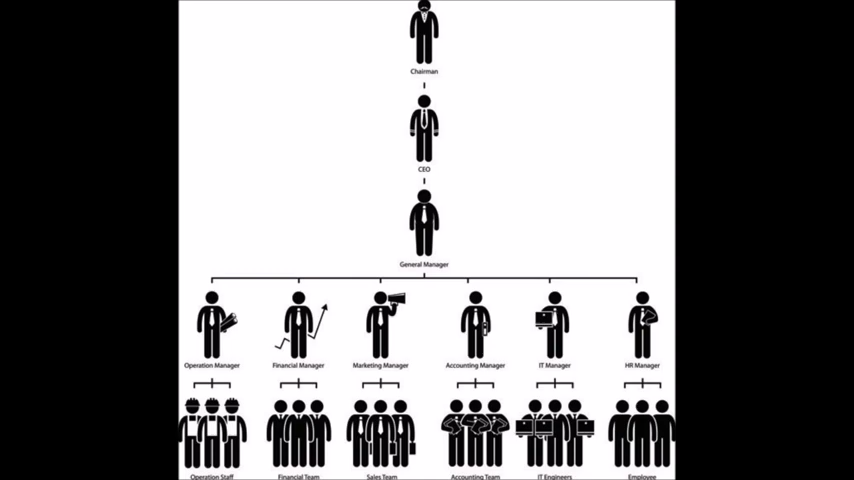 Chairman
CEO
General Manager
Operation Manager
Financial Manager
Marketing Manager
Accounting Manager
IT Manager
HR Manager
Operation Staff
Financial Team
Sales Team
Accounting Team
IT Engineers
Employee